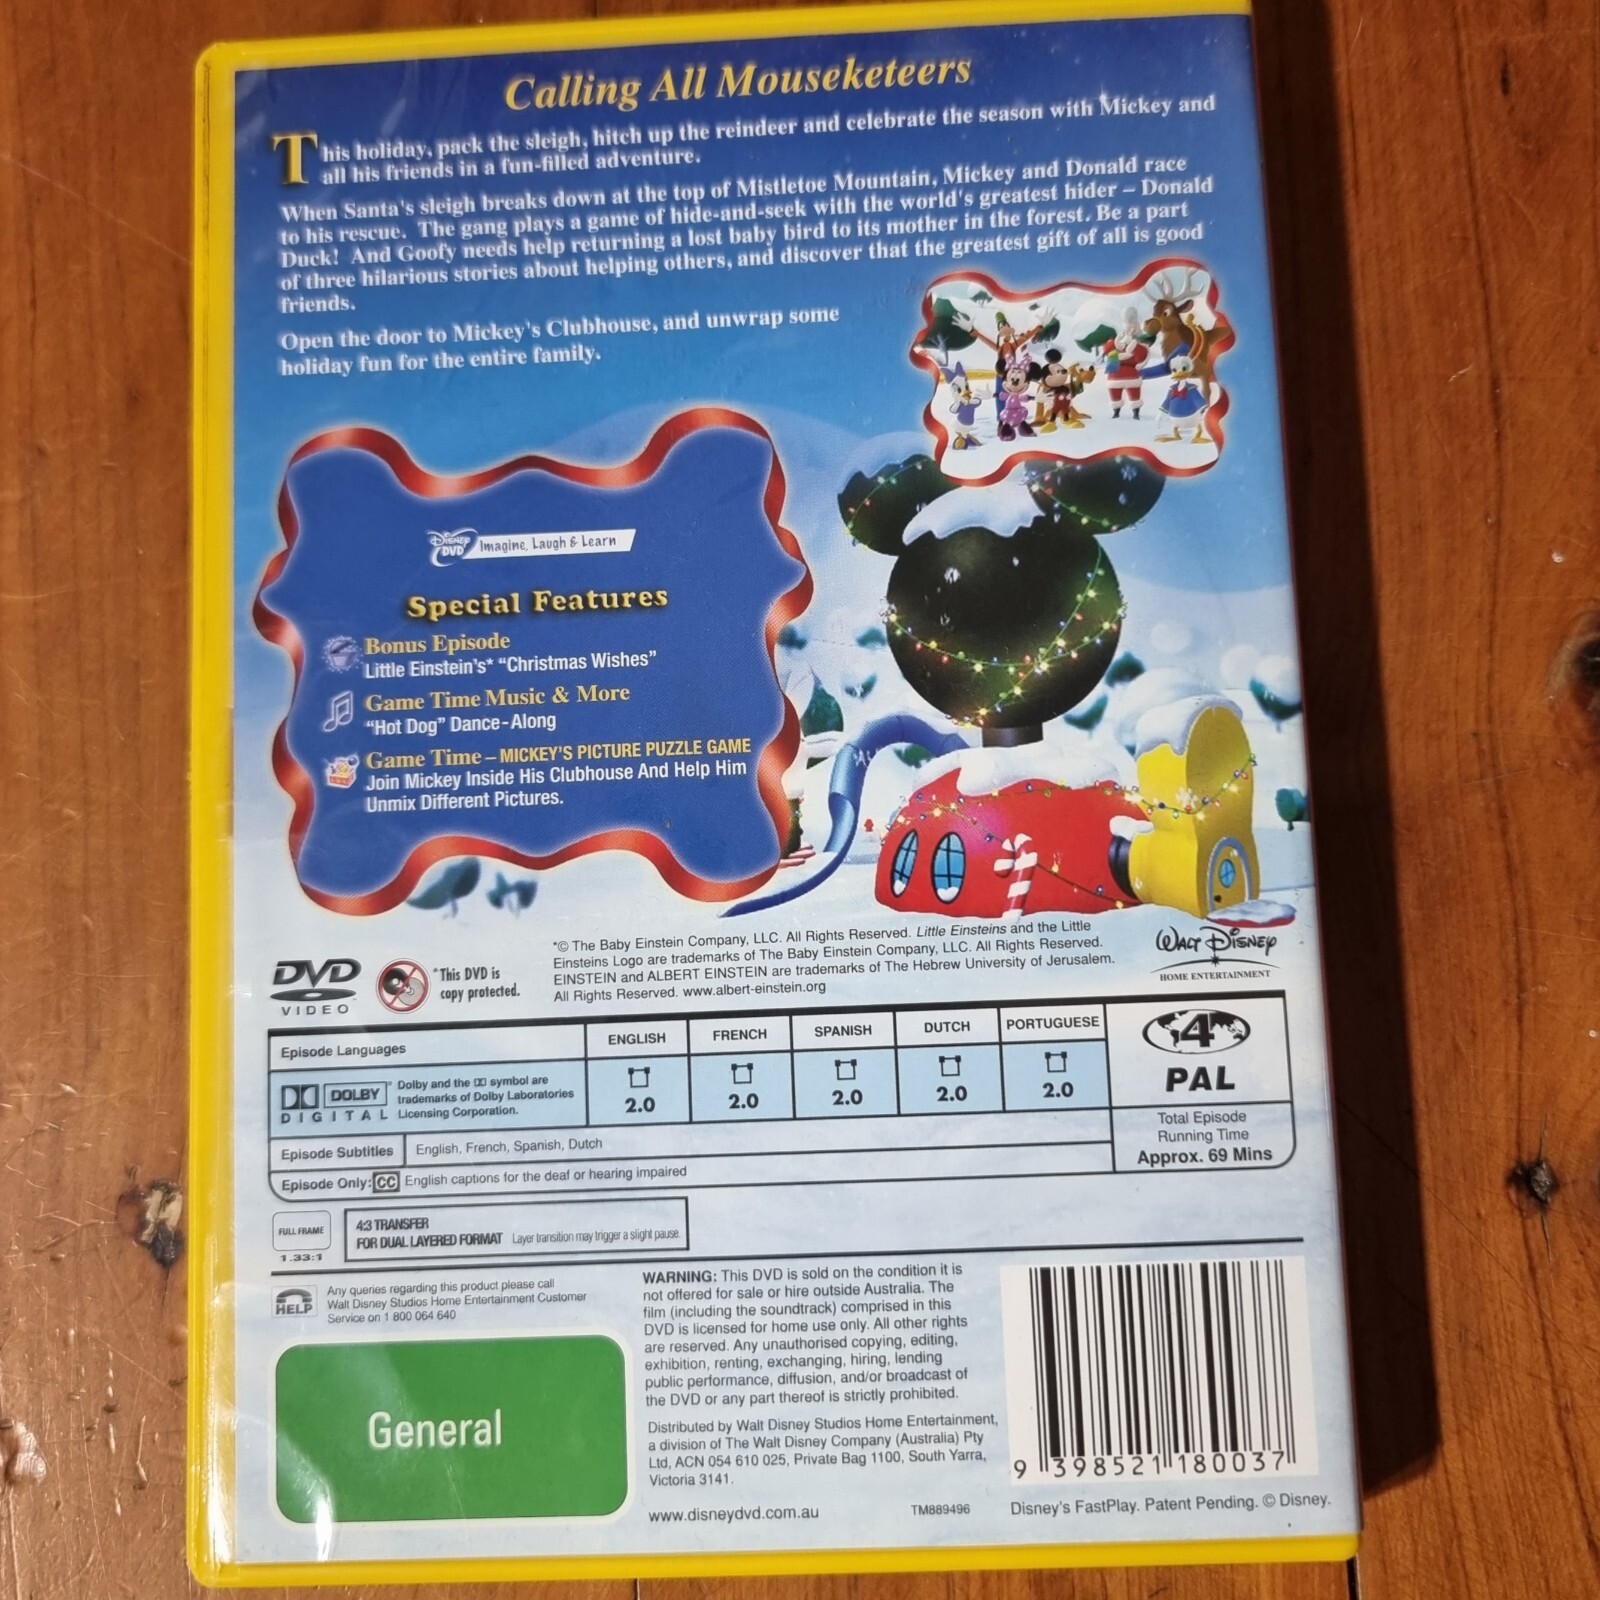 Calling All Mouseketeers
This holiday, pack the sleigh, hitch up the reindeer and celebrate the season with Mickey and
all his friends in a fun-filled adventure.
When Santa's sleigh breaks down at the top of Mistletoe Mountain, Mickey and Donald race
to his rescue. The gang plays a game of hide-and-seek with the world's greatest hider – Donald
Duck! And Goofy needs help returning a lost baby bird to its mother in the forest. Be a part
of three hilarious stories about helping others, and discover that the greatest gift of all is good
friends.
Open the door to Mickey's Clubhouse, and unwrap some
holiday fun for the entire family.
Disney DVD Imagine, Laugh & Learn
Special Features
Bonus Episode
Little Einstein's* "Christmas Wishes"
Game Time Music & More
"Hot Dog" Dance-Along
Game Time – MICKEY'S PICTURE PUZZLE GAME
Join Mickey Inside His Clubhouse And Help Him
Unmix Different Pictures.
DVD VIDEO
*This DVD is
copy protected.
*© The Baby Einstein Company, LLC. All Rights Reserved. Little Einsteins and the Little
Einsteins Logo are trademarks of The Baby Einstein Company, LLC. All Rights Reserved.
EINSTEIN and ALBERT EINSTEIN are trademarks of The Hebrew University of Jerusalem.
All Rights Reserved. www.albert-einstein.org
WALT DISNEY
HOME ENTERTAINMENT
Episode Languages ENGLISH FRENCH SPANISH DUTCH PORTUGUESE
DOLBY
DIGITAL
Dolby and the symbol are
trademarks of Dolby Laboratories
Licensing Corporation.
2.0 2.0 2.0 2.0 2.0
4
PAL
Episode Subtitles English, French, Spanish, Dutch
Episode Only: CC English captions for the deaf or hearing impaired
Total Episode
Running Time
Approx. 69 Mins
FULL FRAME
1.33:1
4:3 TRANSFER
FOR DUAL LAYERED FORMAT Layer transition may trigger a slight pause.
HELP
Any queries regarding this product please call
Walt Disney Studios Home Entertainment Customer
Service on 1 800 064 640
General
WARNING: This DVD is sold on the condition it is
not offered for sale or hire outside Australia. The
film (including the soundtrack) comprised in this
DVD is licensed for home use only. All other rights
are reserved. Any unauthorised copying, editing,
exhibition, renting, exchanging, hiring, lending
public performance, diffusion, and/or broadcast of
the DVD or any part thereof is strictly prohibited.
Distributed by Walt Disney Studios Home Entertainment,
a division of The Walt Disney Company (Australia) Pty
Ltd, ACN 054 610 025, Private Bag 1100, South Yarra,
Victoria 3141.
www.disneydvd.com.au
TM889496
9 398521 180037
Disney's FastPlay. Patent Pending. © Disney.